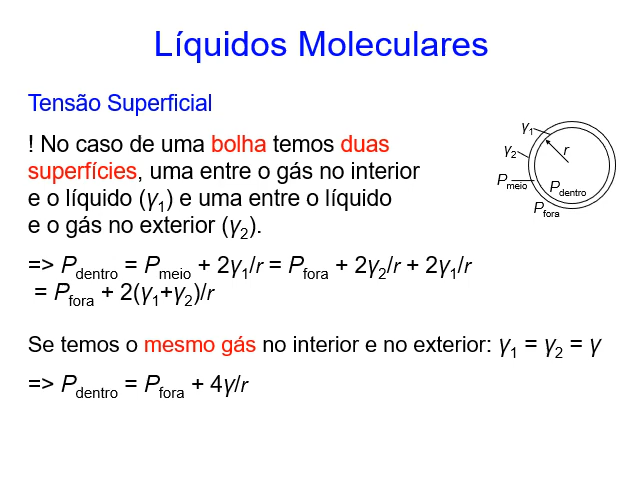 Líquidos Moleculares
Tensão Superficial
! No caso de uma bolha temos duas
superfícies, uma entre o gás no interior
e o líquido (γ₁) e uma entre o líquido
e o gás no exterior (γ₂).
γ₁
r
γ₂
Pmeio
Pdentro
Pfora
=> Pdentro = Pmeio + 2γ₁/r = Pfora + 2γ₂/r + 2γ₁/r
= Pfora + 2(γ₁+γ₂)/r
Se temos o mesmo gás no interior e no exterior: γ₁ = γ₂ = γ
=> Pdentro = Pfora + 4γ/r